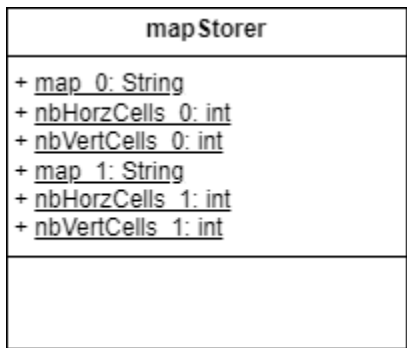 mapStorer
+ map_0: String
+ nbHorzCells_0: int
+ nbVertCells_0: int
+ map_1: String
+ nbHorzCells_1: int
+ nbVertCells_1: int